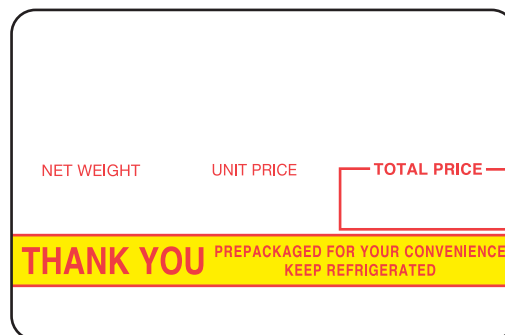 NET WEIGHT UNIT PRICE TOTAL PRICE
THANK YOU PREPACKAGED FOR YOUR CONVENIENCE
KEEP REFRIGERATED